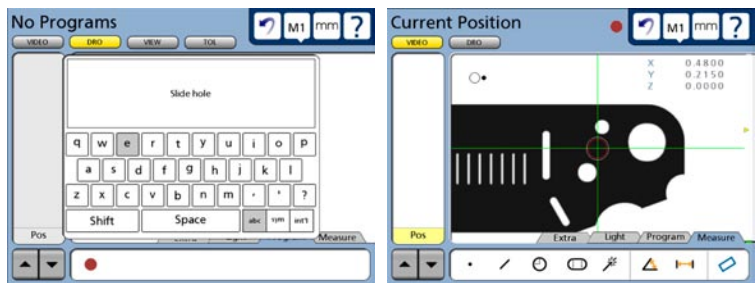 No Programs
M1 mm ?
VIDEO DRO VIEW TOL
Slide hole
q w e r t y u i o p
a s d f g h j k l
z x c v b n m , ' ?
Shift Space abc sym int'l
Pos
Measure
Current Position
M1 mm ?
VIDEO DRO
X 0.4800
Y 0.2150
Z 0.0000
Pos
Extra Light Program Measure